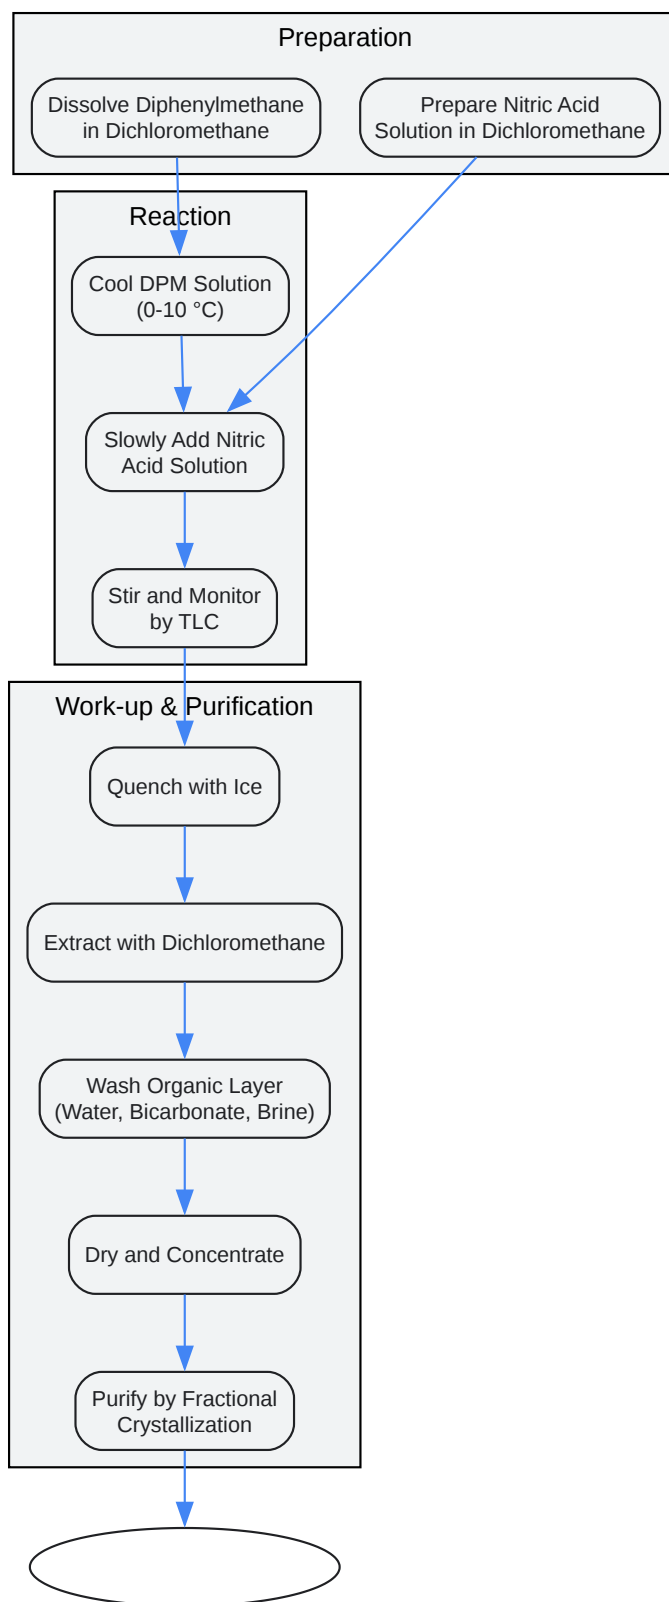 Preparation
Dissolve Diphenylmethane
in Dichloromethane
Prepare Nitric Acid
Solution in Dichloromethane
Reaction
Cool DPM Solution
(0-10 °C)
Slowly Add Nitric
Acid Solution
Stir and Monitor
by TLC
Work-up & Purification
Quench with Ice
Extract with Dichloromethane
Wash Organic Layer
(Water, Bicarbonate, Brine)
Dry and Concentrate
Purify by Fractional
Crystallization